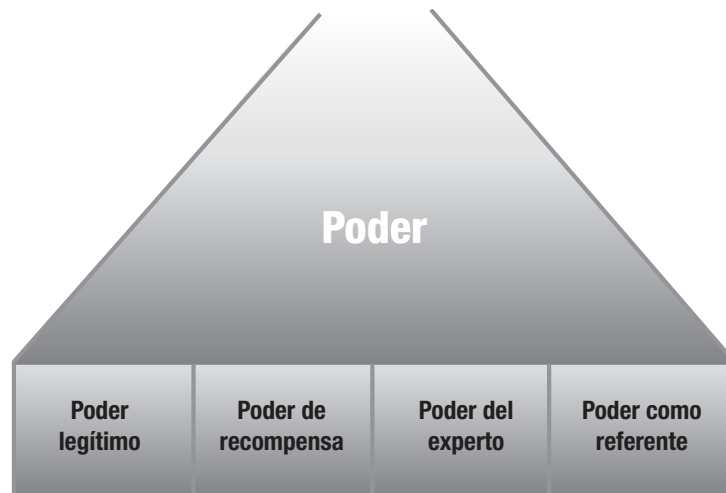 Poder
Poder
legítimo
Poder de
recompensa
Poder del
experto
Poder como
referente